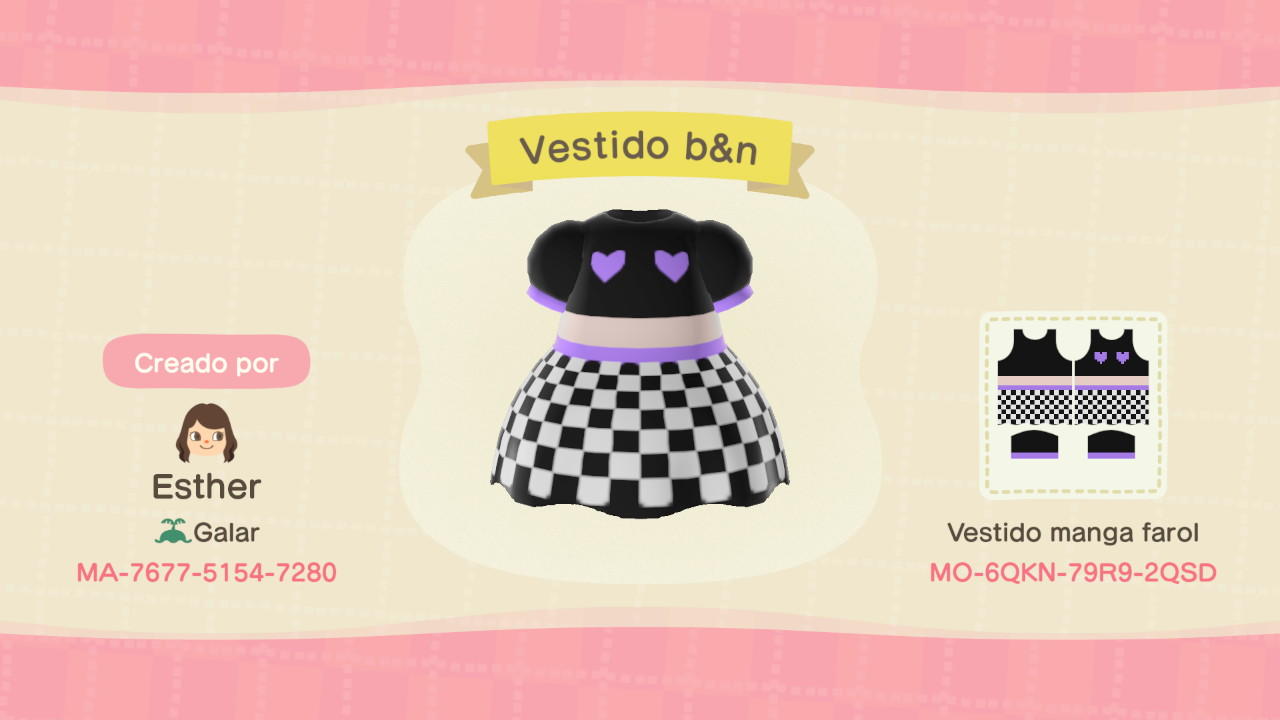 Vestido b&n
Creado por
Esther
Galar
MA-7677-5154-7280
Vestido manga farol
MO-6QKN-79R9-2QSD